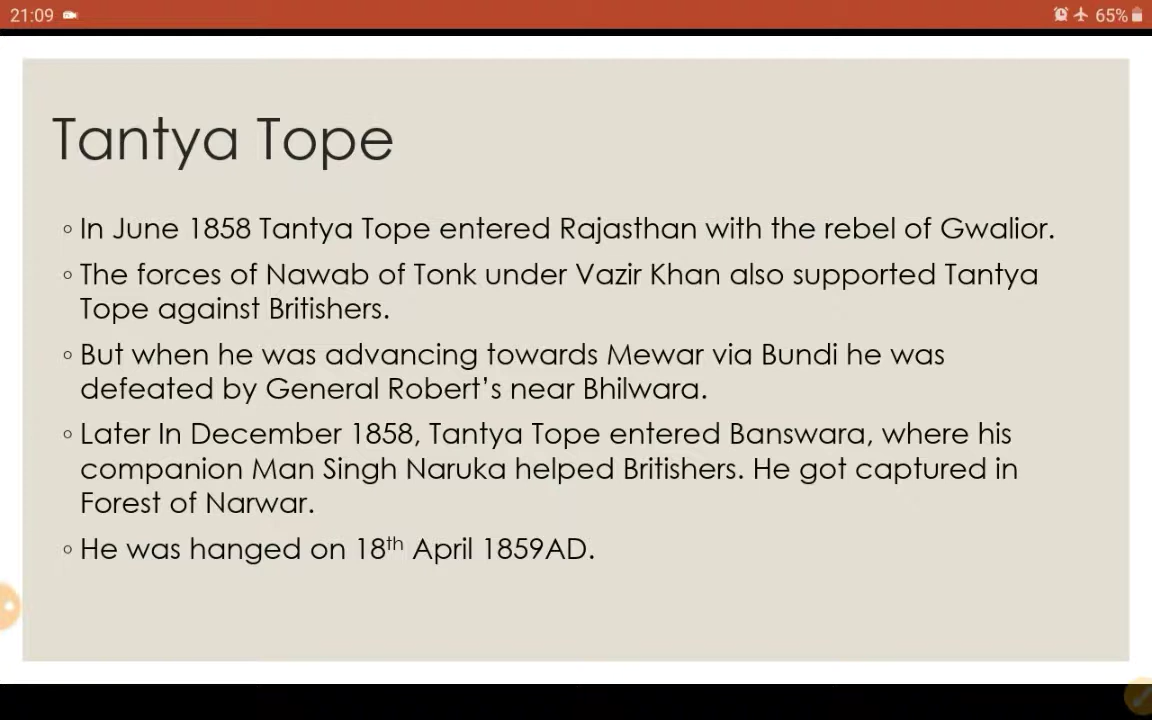 21:09
65%
Tantya Tope
◦ In June 1858 Tantya Tope entered Rajasthan with the rebel of Gwalior.
◦ The forces of Nawab of Tonk under Vazir Khan also supported Tantya
Tope against Britishers.
◦ But when he was advancing towards Mewar via Bundi he was
defeated by General Robert’s near Bhilwara.
◦ Later In December 1858, Tantya Tope entered Banswara, where his
companion Man Singh Naruka helped Britishers. He got captured in
Forest of Narwar.
◦ He was hanged on 18th April 1859AD.